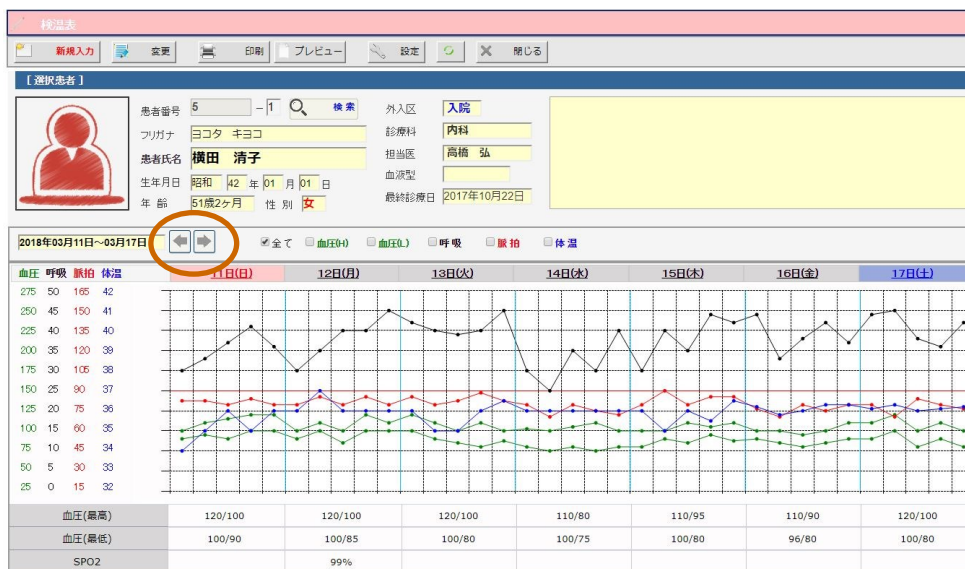 検温表
新規入力 変更 印刷 プレビュー 設定 閉じる
[ 選択患者 ]
患者番号 5 - 1 検索 外入区 入院
フリガナ ヨコタ キヨコ 診療科 内科
患者氏名 横田 清子 担当医 高橋 弘
生年月日 昭和 42 年 01 月 01 日 血液型
年 齢 51歳2ヶ月 性 別 女 最終診療日 2017年10月22日
2018年03月11日～03月17日 全て 血圧(H) 血圧(L) 呼吸 脈拍 体温
血圧 呼吸 脈拍 体温 11日(日) 12日(月) 13日(火) 14日(水) 15日(木) 16日(金) 17日(土)
275 50 165 42
250 45 150 41
225 40 135 40
200 35 120 39
175 30 105 38
150 25 90 37
125 20 75 36
100 15 60 35
75 10 45 34
50 5 30 33
25 0 15 32
血圧(最高) 120/100 120/100 120/100 110/80 110/95 110/90 120/100
血圧(最低) 100/90 100/85 100/80 100/75 100/80 96/80 100/80
SPO2 99%